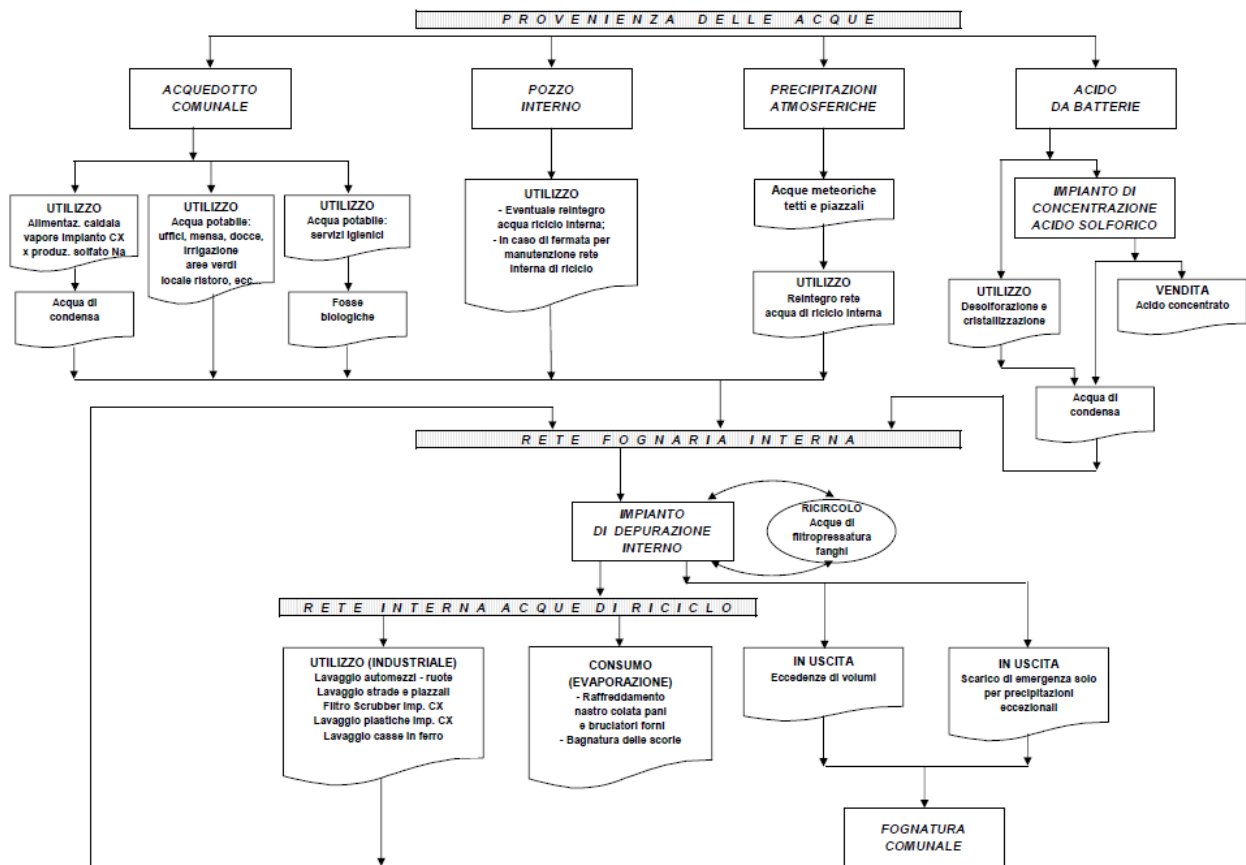 PROVENIENZA DELLE ACQUE
ACQUEDOTTO
COMUNALE
POZZO
INTERNO
PRECIPITAZIONI
ATMOSFERICHE
ACIDO
DA BATTERIE
UTILIZZO
Alimentaz. caldaia
vapore Impianto CX
x produz. solfato Na
UTILIZZO
Acqua potabile:
uffici, mensa, docce,
Irrigazione
aree verdi
locale ristoro, ecc...
UTILIZZO
Acqua potabile:
servizi igienici
UTILIZZO
- Eventuale reintegro
acqua riciclo interna;
- In caso di fermata per
manutenzione rete
Interna di riciclo
Acque meteoriche
tetti e piazzali
IMPIANTO DI
CONCENTRAZIONE
ACIDO SOLFORICO
Acqua di
condensa
Fosse
biologiche
UTILIZZO
Reintegro rete
acqua di riciclo interna
UTILIZZO
Desolforazione e
cristallizzazione
VENDITA
Acido concentrato
Acqua di
condensa
RETE FOGNARIA INTERNA
IMPIANTO
DI DEPURAZIONE
INTERNO
RICIRCOLO
Acque di
filtropressatura
fanghi
RETE INTERNA ACQUE DI RICICLO
UTILIZZO (INDUSTRIALE)
Lavaggio automezzi - ruote
Lavaggio strade e piazzali
Filtro Scrubber Imp. CX
Lavaggio plastiche Imp. CX
Lavaggio casse in ferro
CONSUMO
(EVAPORAZIONE)
- Raffreddamento
nastro colata pani
e bruciatori forni
- Bagnatura delle scorie
IN USCITA
Eccedenze di volumi
IN USCITA
Scarico di emergenza solo
per precipitazioni
eccezionali
FOGNATURA
COMUNALE